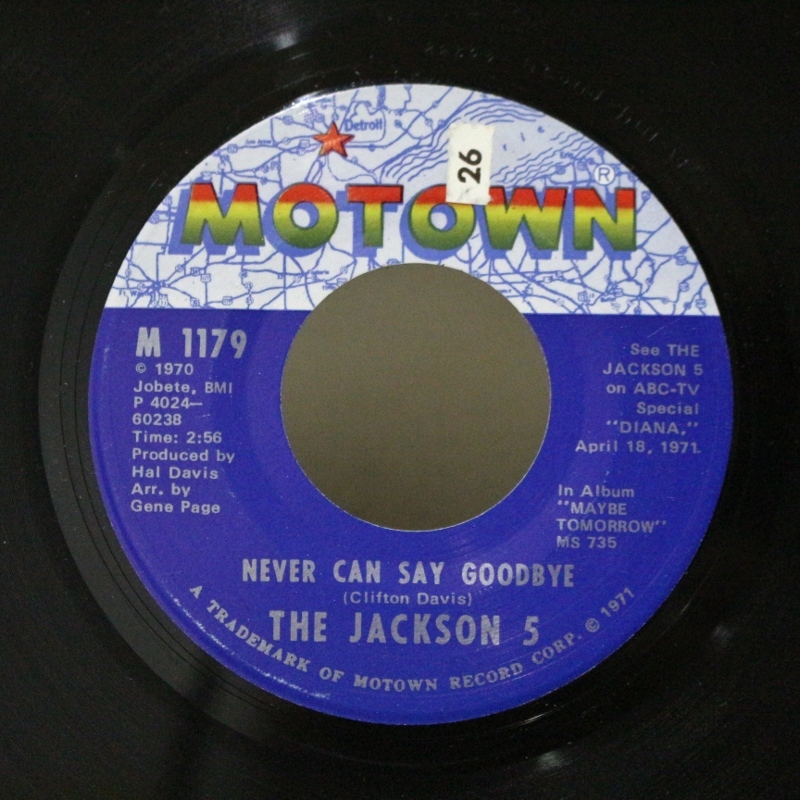 Detroit
26
MOTOWN®
M 1179
© 1970
Jobete, BMI
P 4024—
60238
Time: 2:56
Produced by
Hal Davis
Arr. by
Gene Page
See THE
JACKSON 5
on ABC-TV
Special
"DIANA,"
April 18, 1971.
In Album
"MAYBE
TOMORROW"
MS 735
NEVER CAN SAY GOODBYE
(Clifton Davis)
THE JACKSON 5
A TRADEMARK OF MOTOWN RECORD CORP. © 1971